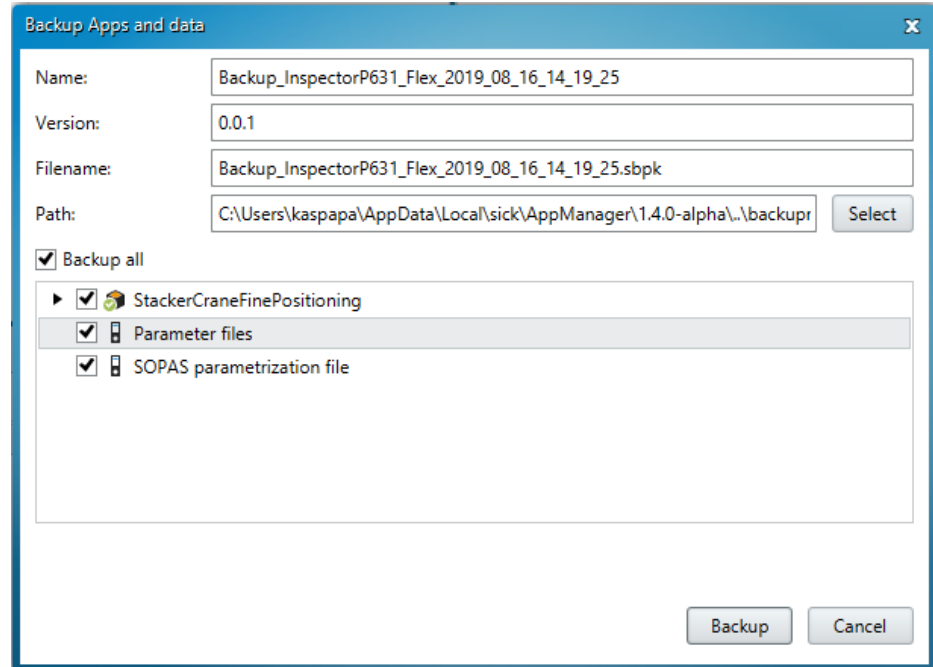 Backup Apps and data
Name: Backup_InspectorP631_Flex_2019_08_16_14_19_25
Version: 0.0.1
Filename: Backup_InspectorP631_Flex_2019_08_16_14_19_25.sbpk
Path: C:\Users\kaspapa\AppData\Local\sick\AppManager\1.4.0-alpha\..\backupr Select
Backup all
StackerCraneFinePositioning
Parameter files
SOPAS parametrization file
Backup Cancel